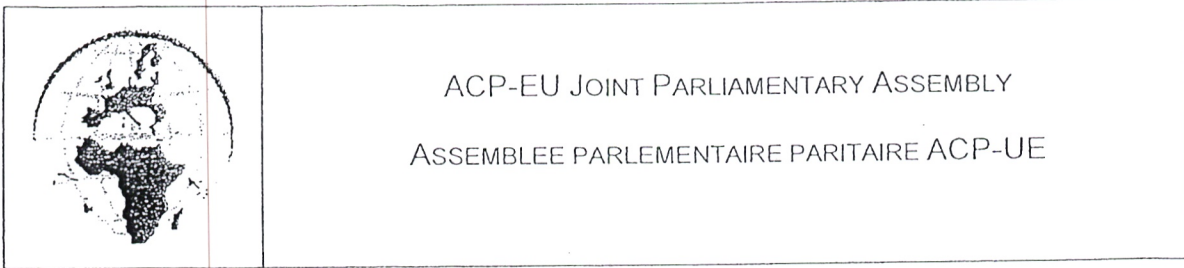 ACP-EU JOINT PARLIAMENTARY ASSEMBLY
ASSEMBLEE PARLEMENTAIRE PARITAIRE ACP-UE